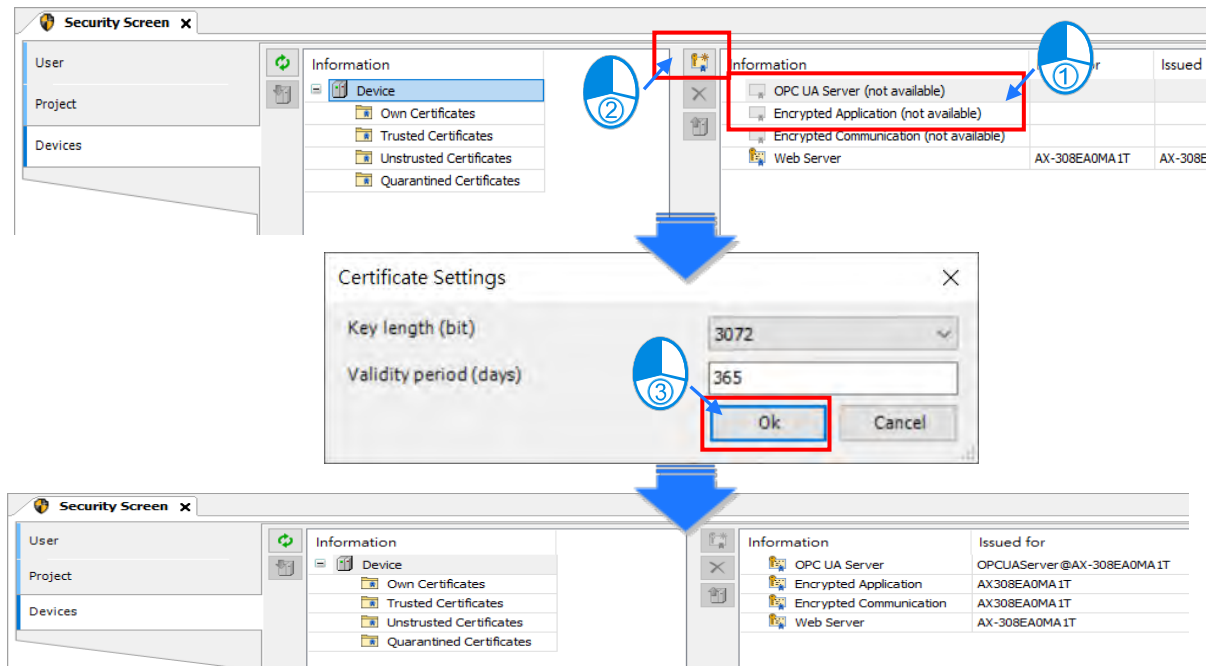 Security Screen x
User
Project
Devices
Information
Device
Own Certificates
Trusted Certificates
Unstrusted Certificates
Quarantined Certificates
②
Information
Issued
①
OPC UA Server (not available)
Encrypted Application (not available)
Encrypted Communication (not available)
Web Server AX-308EA0MA1T AX-308E
Certificate Settings
Key length (bit) 3072
Validity period (days) 365
③
Ok Cancel
Security Screen x
User
Project
Devices
Information
Device
Own Certificates
Trusted Certificates
Unstrusted Certificates
Quarantined Certificates
Information Issued for
OPC UA Server OPCUAServer@AX-308EA0MA1T
Encrypted Application AX308EA0MA1T
Encrypted Communication AX308EA0MA1T
Web Server AX-308EA0MA1T